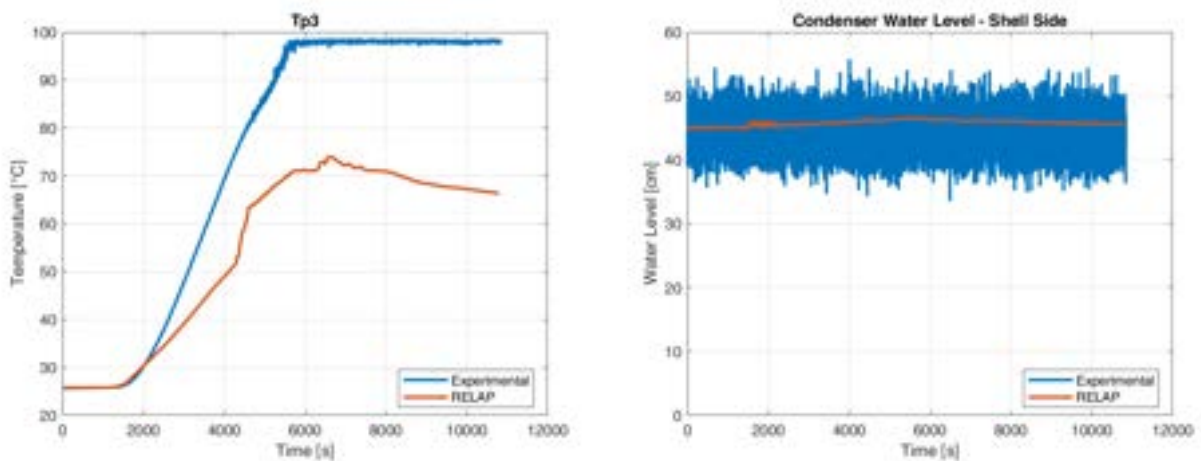 Tp3
100
90
80
70
60
50
40
30
20
Temperature [°C]
0 2000 4000 6000 8000 10000 12000
Time [s]
Experimental
RELAP
Condenser Water Level - Shell Side
60
50
40
30
20
10
0
Water Level [cm]
0 2000 4000 6000 8000 10000 12000
Time [s]
Experimental
RELAP